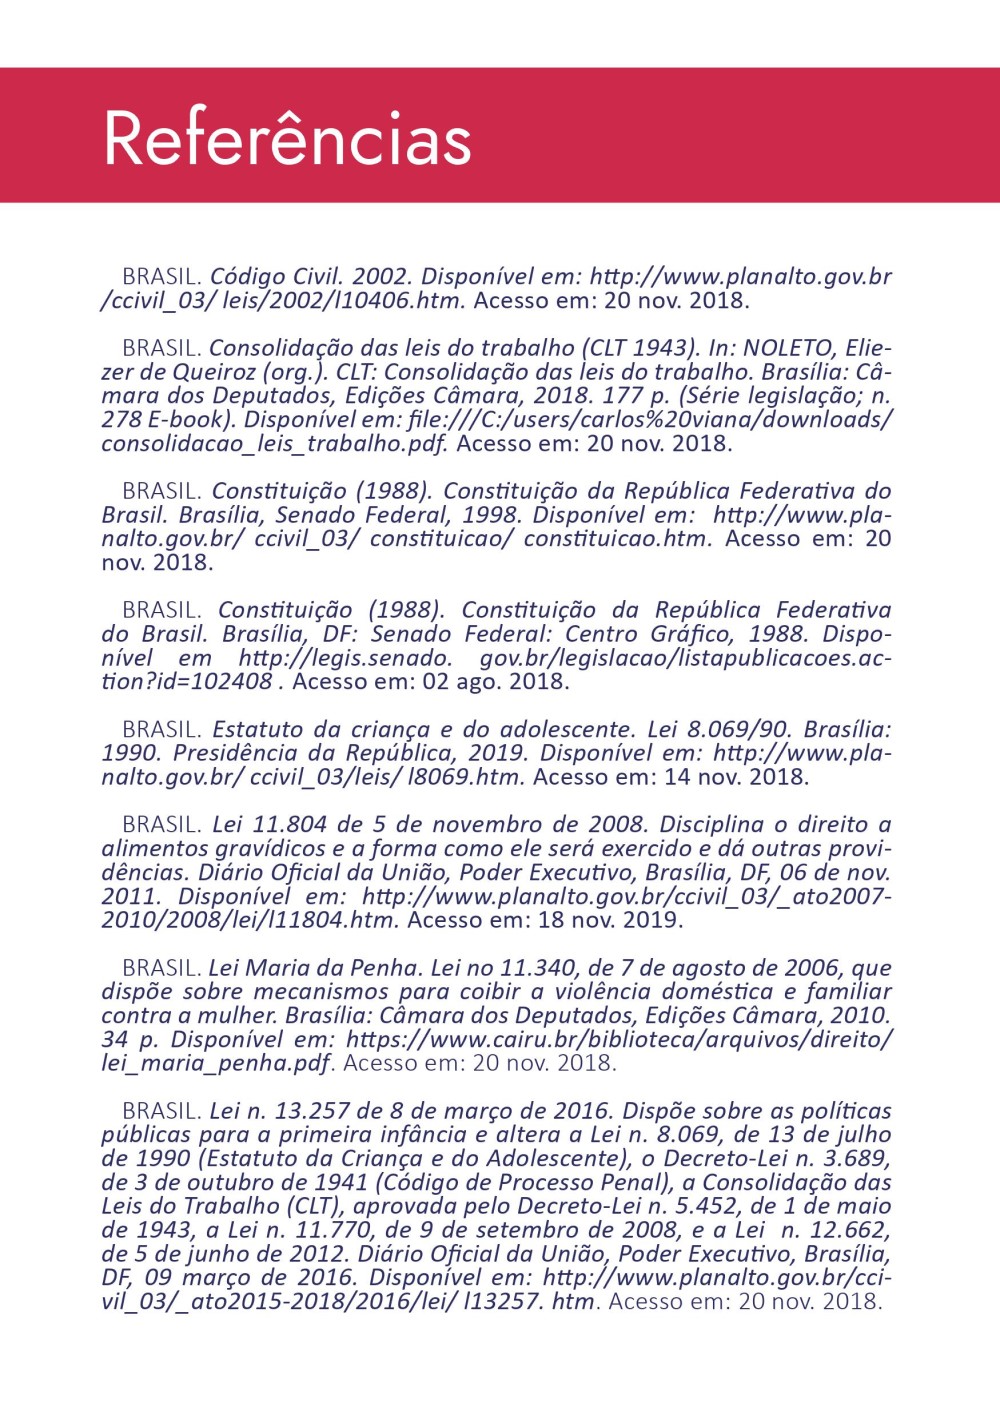 Referências
BRASIL. Código Civil. 2002. Disponível em: http://www.planalto.gov.br
/ccivil_03/ leis/2002/l10406.htm. Acesso em: 20 nov. 2018.
BRASIL. Consolidação das leis do trabalho (CLT 1943). In: NOLETO, Elie-
zer de Queiroz (org.). CLT: Consolidação das leis do trabalho. Brasília: Câ-
mara dos Deputados, Edições Câmara, 2018. 177 p. (Série legislação; n.
278 E-book). Disponível em: file:///C:/users/carlos%20viana/downloads/
consolidacao_leis_trabalho.pdf. Acesso em: 20 nov. 2018.
BRASIL. Constituição (1988). Constituição da República Federativa do
Brasil. Brasília, Senado Federal, 1998. Disponível em:  http://www.pla-
nalto.gov.br/ ccivil_03/ constituicao/ constituicao.htm. Acesso em: 20
nov. 2018.
BRASIL. Constituição (1988). Constituição da República Federativa
do Brasil. Brasília, DF: Senado Federal: Centro Gráfico, 1988. Dispo-
nível em http://legis.senado. gov.br/legislacao/listapublicacoes.ac-
tion?id=102408 . Acesso em: 02 ago. 2018.
BRASIL. Estatuto da criança e do adolescente. Lei 8.069/90. Brasília:
1990. Presidência da República, 2019. Disponível em: http://www.pla-
nalto.gov.br/ ccivil_03/leis/ l8069.htm. Acesso em: 14 nov. 2018.
BRASIL. Lei 11.804 de 5 de novembro de 2008. Disciplina o direito a
alimentos gravídicos e a forma como ele será exercido e dá outras provi-
dências. Diário Oficial da União, Poder Executivo, Brasília, DF, 06 de nov.
2011. Disponível em: http://www.planalto.gov.br/ccivil_03/_ato2007-
2010/2008/lei/l11804.htm. Acesso em: 18 nov. 2019.
BRASIL. Lei Maria da Penha. Lei no 11.340, de 7 de agosto de 2006, que
dispõe sobre mecanismos para coibir a violência doméstica e familiar
contra a mulher. Brasília: Câmara dos Deputados, Edições Câmara, 2010.
34 p. Disponível em: https://www.cairu.br/biblioteca/arquivos/direito/
lei_maria_penha.pdf. Acesso em: 20 nov. 2018.
BRASIL. Lei n. 13.257 de 8 de março de 2016. Dispõe sobre as políticas
públicas para a primeira infância e altera a Lei n. 8.069, de 13 de julho
de 1990 (Estatuto da Criança e do Adolescente), o Decreto-Lei n. 3.689,
de 3 de outubro de 1941 (Código de Processo Penal), a Consolidação das
Leis do Trabalho (CLT), aprovada pelo Decreto-Lei n. 5.452, de 1 de maio
de 1943, a Lei n. 11.770, de 9 de setembro de 2008, e a Lei  n. 12.662,
de 5 de junho de 2012. Diário Oficial da União, Poder Executivo, Brasília,
DF, 09 março de 2016. Disponível em: http://www.planalto.gov.br/cci-
vil_03/_ato2015-2018/2016/lei/ l13257. htm. Acesso em: 20 nov. 2018.